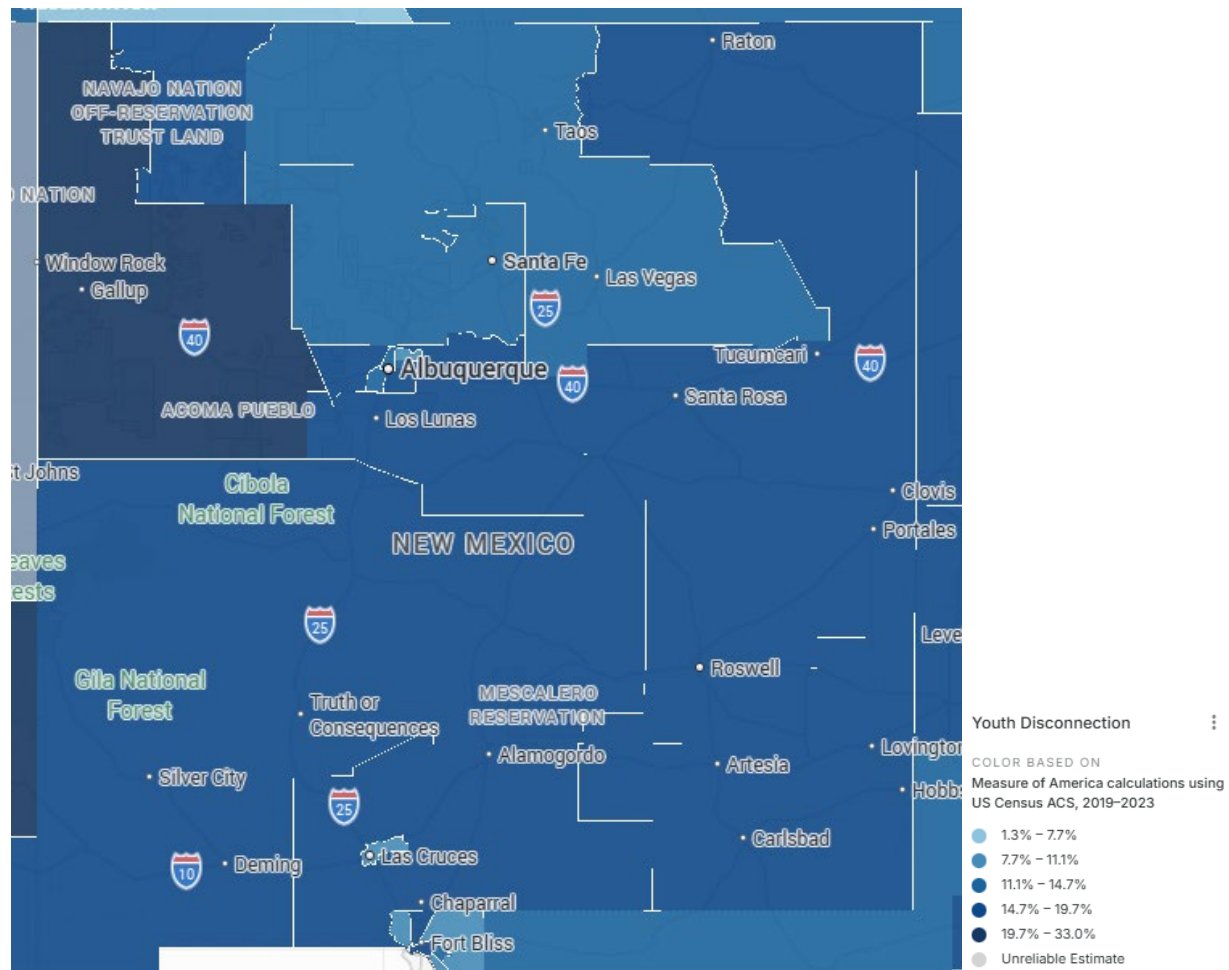 Raton
NAVAJO NATION
OFF-RESERVATION
TRUST LAND
Taos
NATION
Window Rock
Gallup
Santa Fe
Las Vegas
25
40
Tucumcari
Albuquerque
40
40
Santa Rosa
ACOMA PUEBLO
Los Lunas
t Johns
Cibola
National Forest
Clovis
NEW MEXICO
Portales
eaves
ests
25
Leve
Roswell
Gila National
Forest
MESCALERO
RESERVATION
Truth or
Consequences
Alamogordo
Artesia
Lovington
Silver City
Hobbs
25
Carlsbad
Las Cruces
10
Deming
Chaparral
Fort Bliss
Youth Disconnection
COLOR BASED ON
Measure of America calculations using
US Census ACS, 2019–2023
1.3% – 7.7%
7.7% – 11.1%
11.1% – 14.7%
14.7% – 19.7%
19.7% – 33.0%
Unreliable Estimate